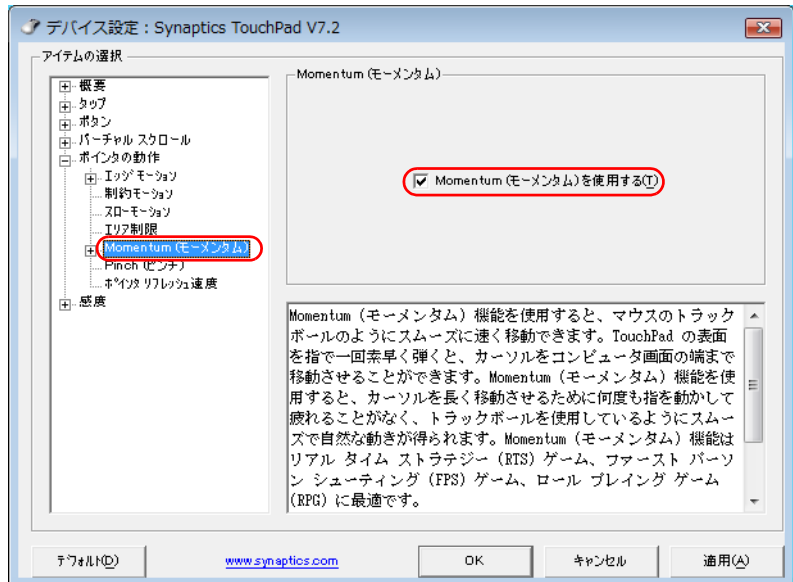 デバイス設定：Synaptics TouchPad V7.2
アイテムの選択
概要
タップ
ボタン
バーチャル スクロール
ポインタの動作
エッジ モーション
制約モーション
スローモーション
エリア制限
Momentum (モーメンタム)
Pinch (ピンチ)
ポインタ リフレッシュ速度
感度
Momentum (モーメンタム)
Momentum (モーメンタム)を使用する(T)
Momentum (モーメンタム) 機能を使用すると、マウスのトラック
ボールのようにスムーズに速く移動できます。TouchPad の表面
を指で一回素早く弾くと、カーソルをコンピュータ画面の端まで
移動させることができます。Momentum (モーメンタム) 機能を使
用すると、カーソルを長く移動させるために何度も指を動かして
疲れることがなく、トラックボールを使用しているようにスムー
ズで自然な動きが得られます。Momentum (モーメンタム) 機能は
リアル タイム ストラテジー (RTS) ゲーム、ファースト パーソ
ン シューティング (FPS) ゲーム、ロール プレイング ゲーム
(RPG) に最適です。
デフォルト(D)
www.synaptics.com
OK
キャンセル
適用(A)